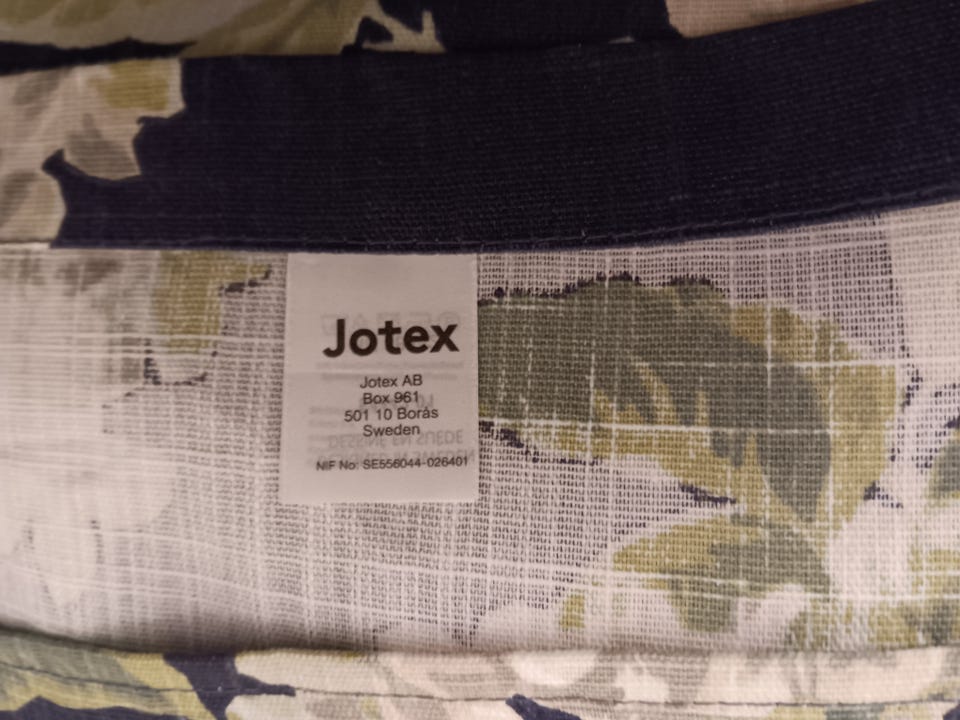 Jotex
Jotex AB
Box 961
501 10 Borås
Sweden
NIF No: SE556044-026401